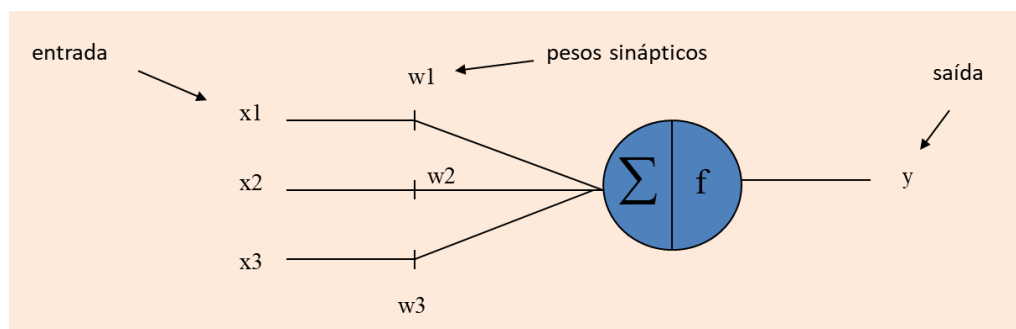 entrada
pesos sinápticos
w1
saída
x1
x2
w2
∑
f
y
x3
w3